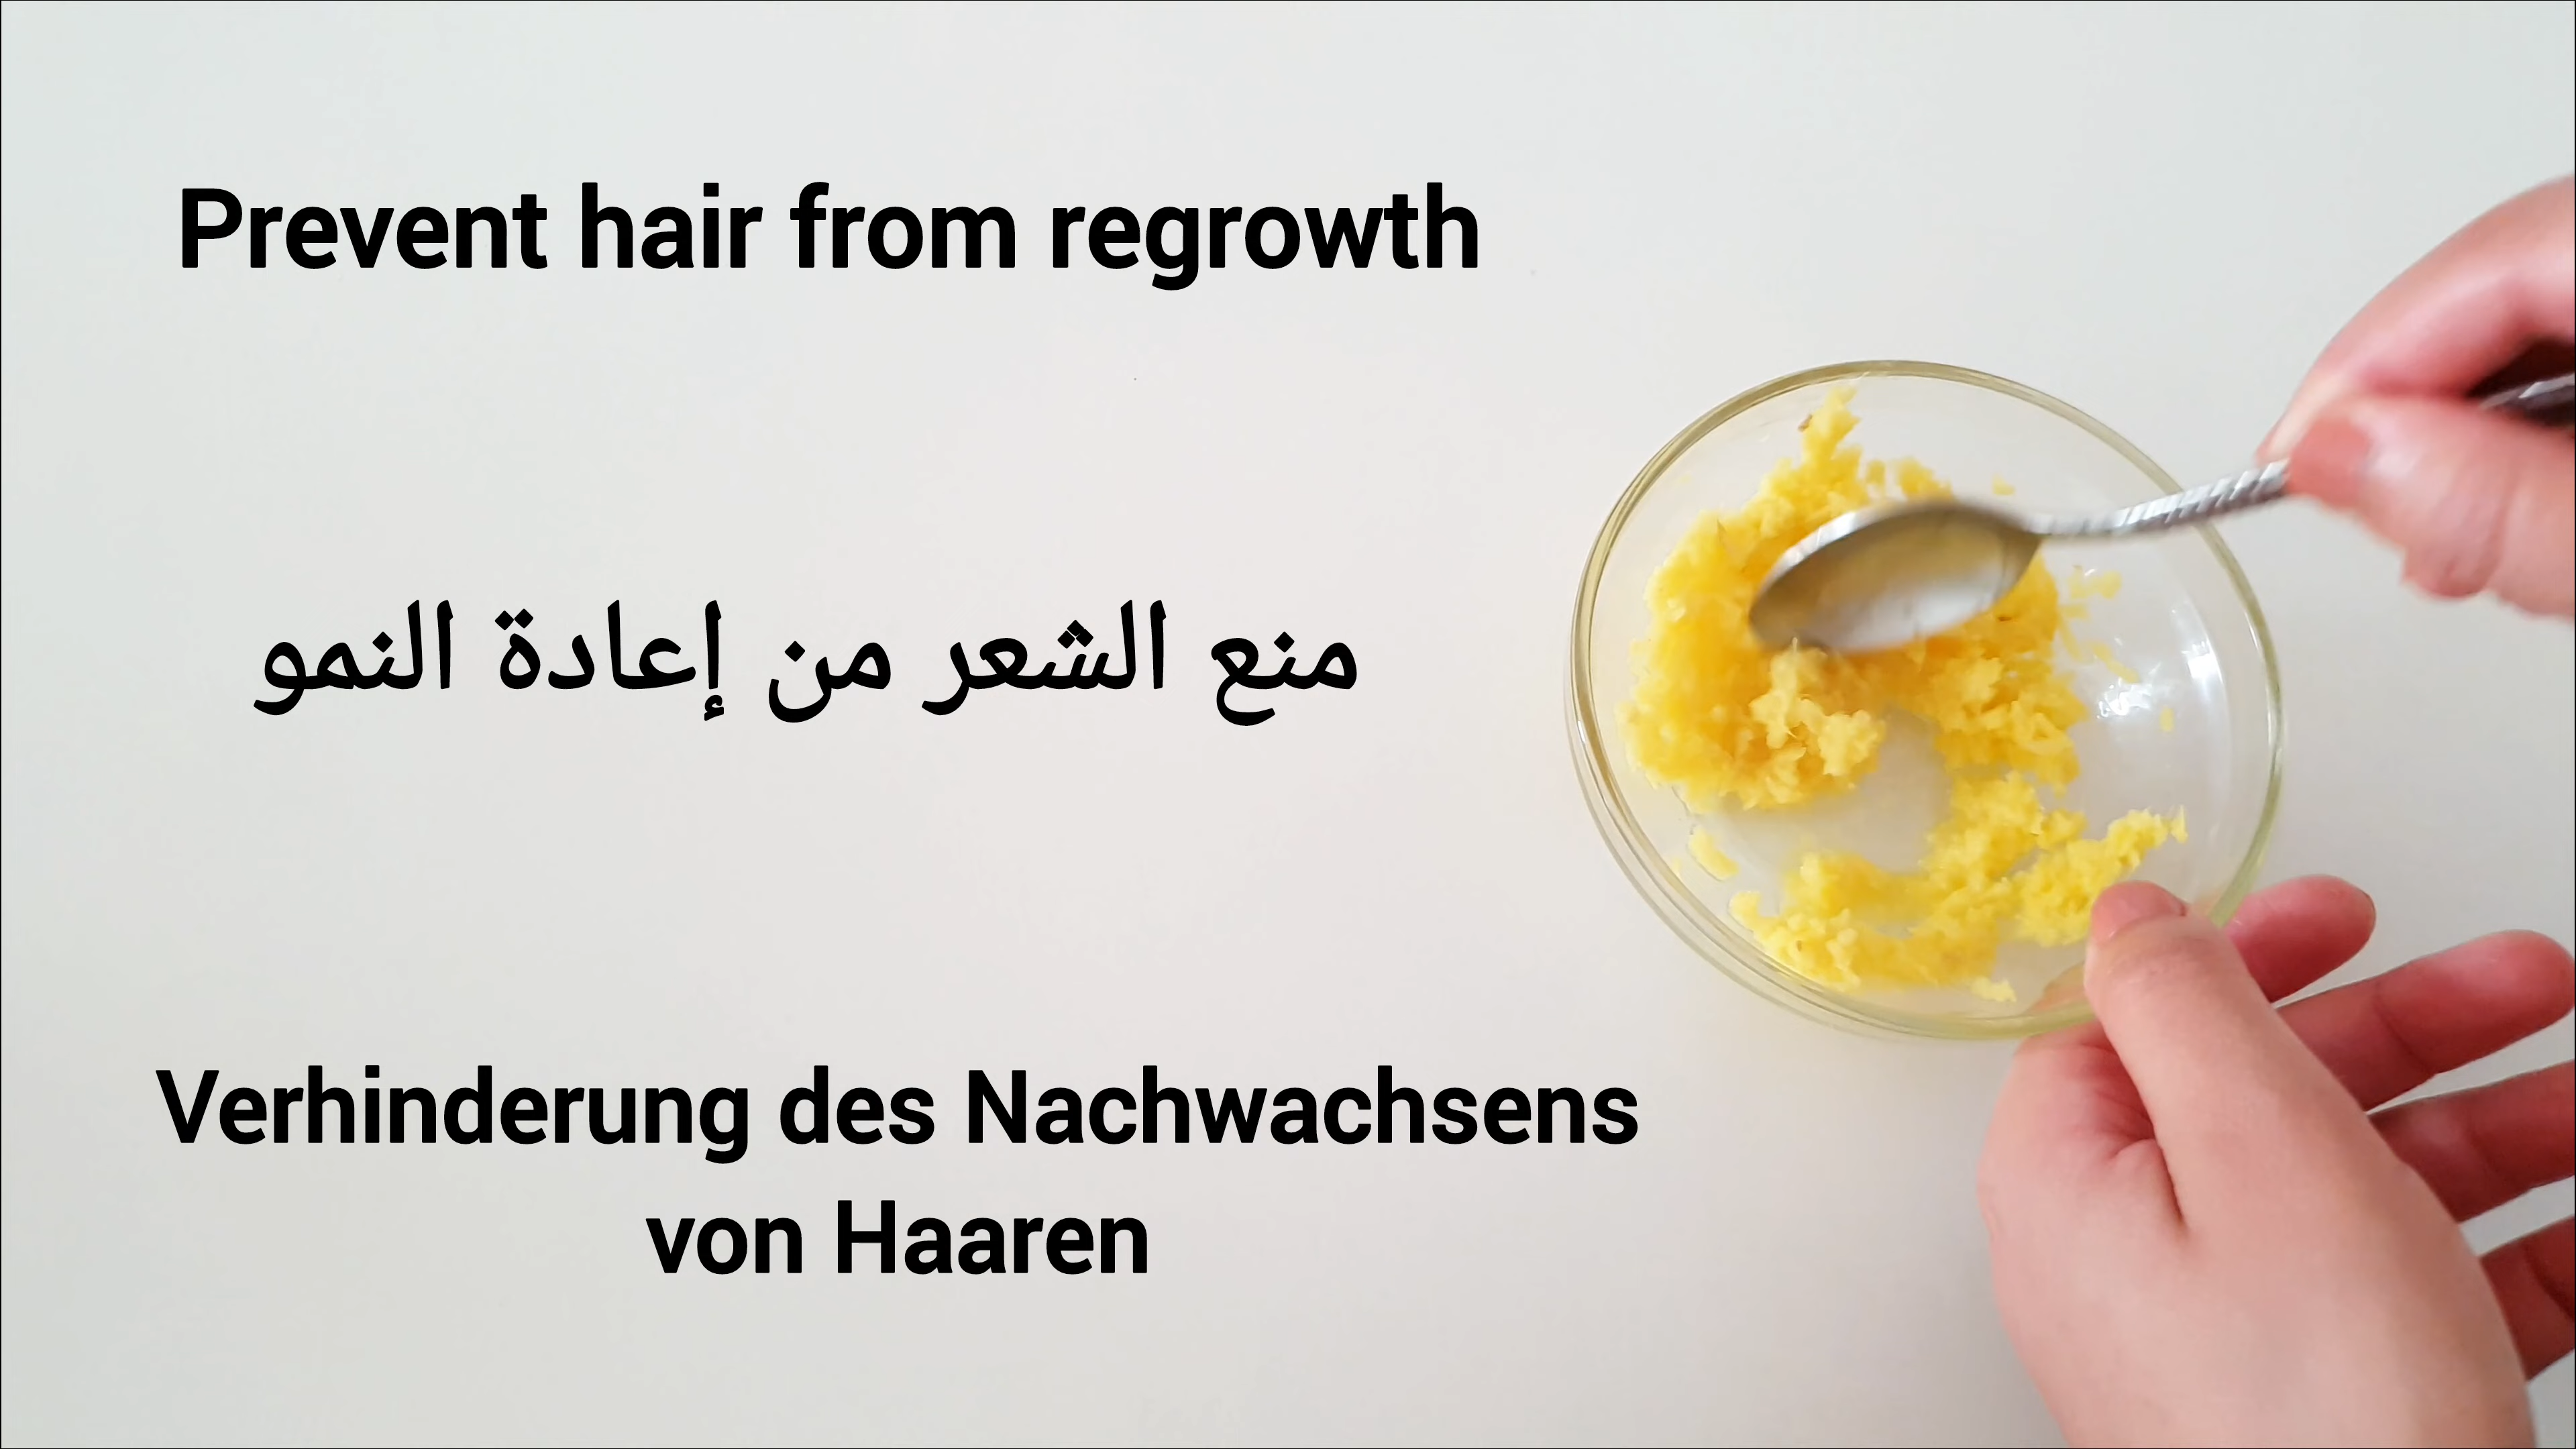 Prevent hair from regrowth
منع الشعر من إعادة النمو
Verhinderung des Nachwachsens
von Haaren